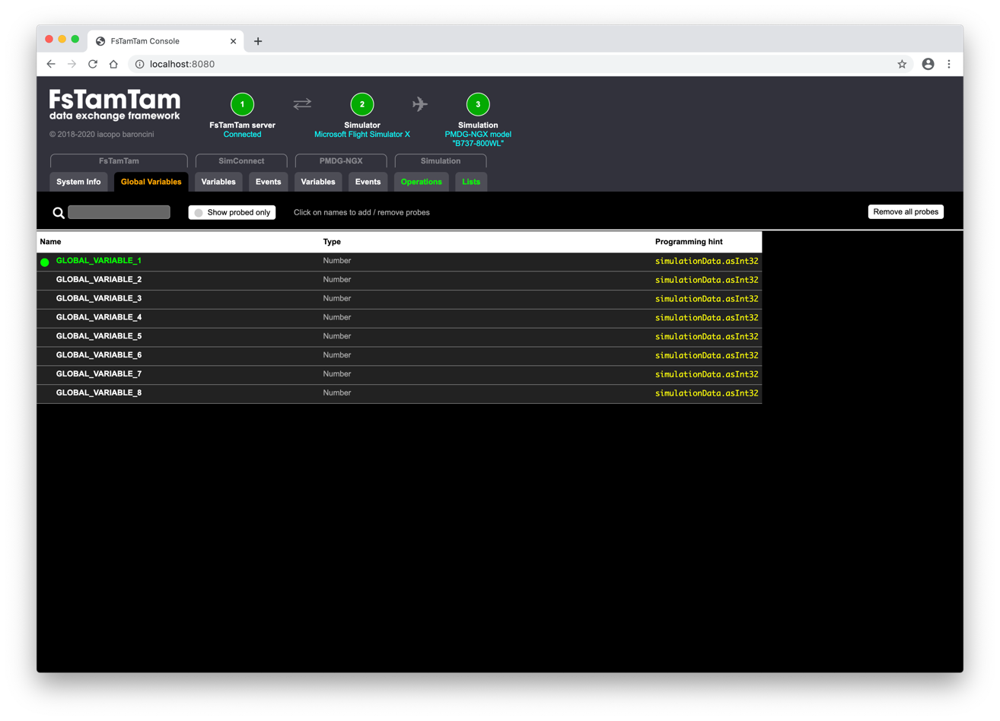 FsTamTam Console
localhost:8080
FsTamTam
data exchange framework
© 2018-2020 iacopo baroncini
1
FsTamTam server
Connected
2
Simulator
Microsoft Flight Simulator X
3
Simulation
PMDG-NGX model
"B737-800WL"
FsTamTam SimConnect PMDG-NGX Simulation
System Info Global Variables Variables Events Variables Events Operations Lists
Show probed only Click on names to add / remove probes Remove all probes
Name Type Programming hint
GLOBAL_VARIABLE_1 Number simulationData.asInt32
GLOBAL_VARIABLE_2 Number simulationData.asInt32
GLOBAL_VARIABLE_3 Number simulationData.asInt32
GLOBAL_VARIABLE_4 Number simulationData.asInt32
GLOBAL_VARIABLE_5 Number simulationData.asInt32
GLOBAL_VARIABLE_6 Number simulationData.asInt32
GLOBAL_VARIABLE_7 Number simulationData.asInt32
GLOBAL_VARIABLE_8 Number simulationData.asInt32